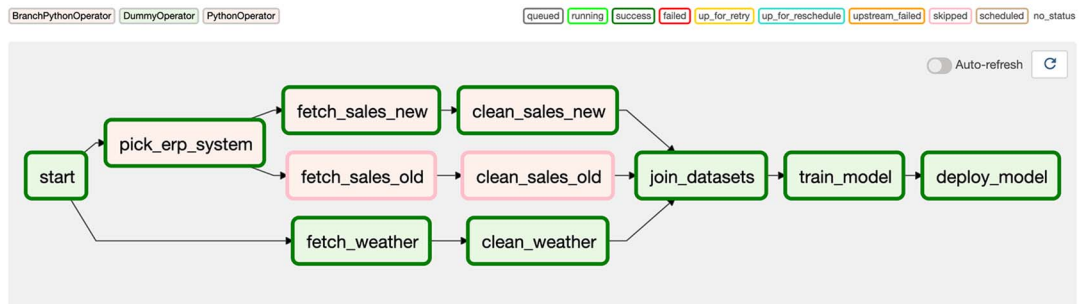 BranchPythonOperator DummyOperator PythonOperator queued running success failed up_for_retry up_for_reschedule upstream_failed skipped scheduled no_status
Auto-refresh
fetch_sales_new clean_sales_new
pick_erp_system
start fetch_sales_old clean_sales_old join_datasets train_model deploy_model
fetch_weather clean_weather